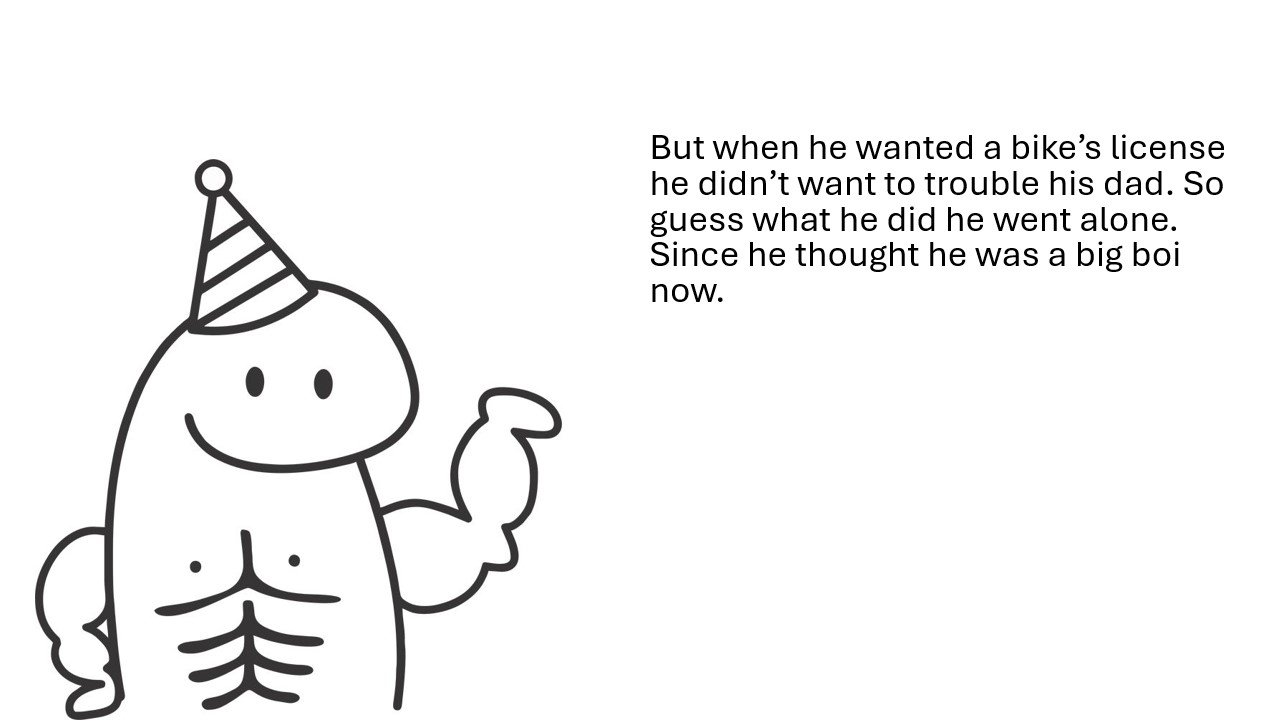 But when he wanted a bike’s license
he didn’t want to trouble his dad. So
guess what he did he went alone.
Since he thought he was a big boi
now.